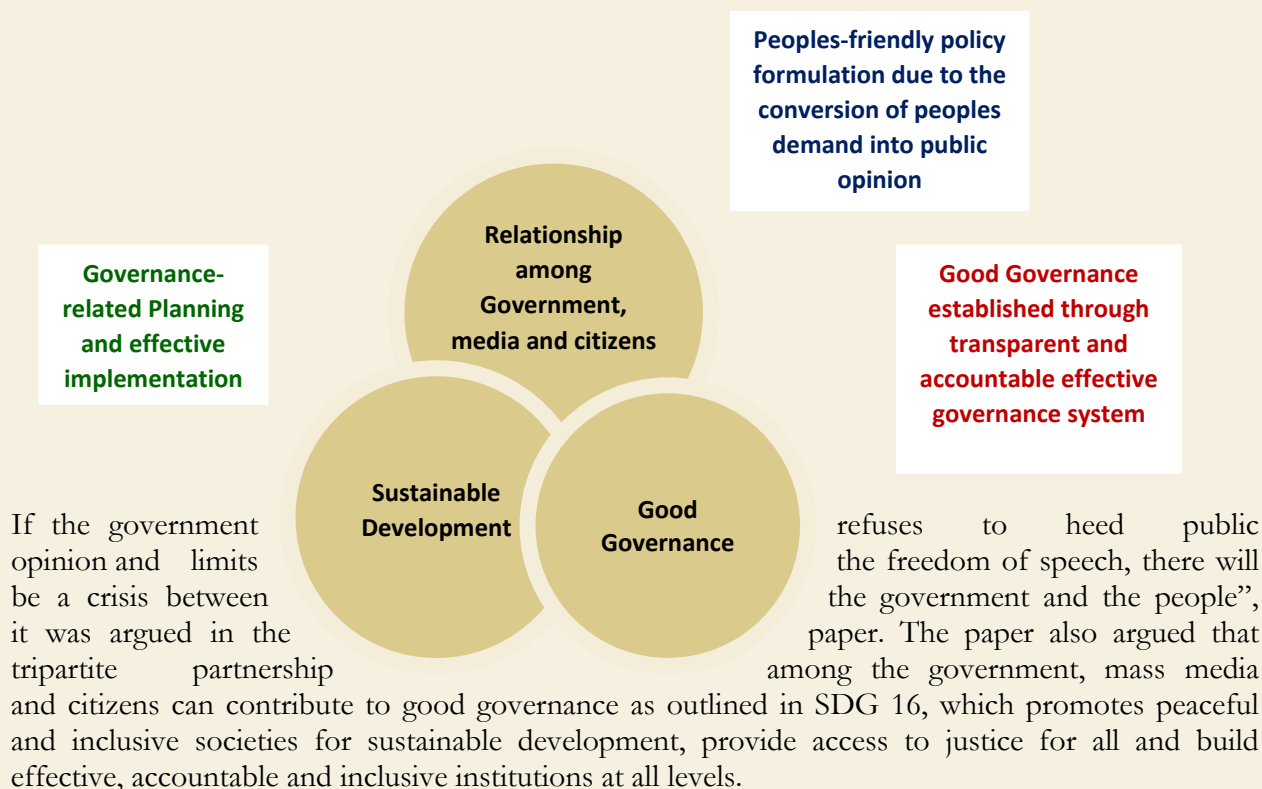 Peoples-friendly policy
formulation due to the
conversion of peoples
demand into public
opinion
Relationship
among
Government,
media and citizens
Governance-
related Planning
and effective
implementation
Good Governance
established through
transparent and
accountable effective
governance system
Sustainable
Development
Good
Governance
If the government refuses to heed public
opinion and limits the freedom of speech, there will
be a crisis between the government and the people”,
it was argued in the paper. The paper also argued that
tripartite partnership among the government, mass media
and citizens can contribute to good governance as outlined in SDG 16, which promotes peaceful
and inclusive societies for sustainable development, provide access to justice for all and build
effective, accountable and inclusive institutions at all levels.